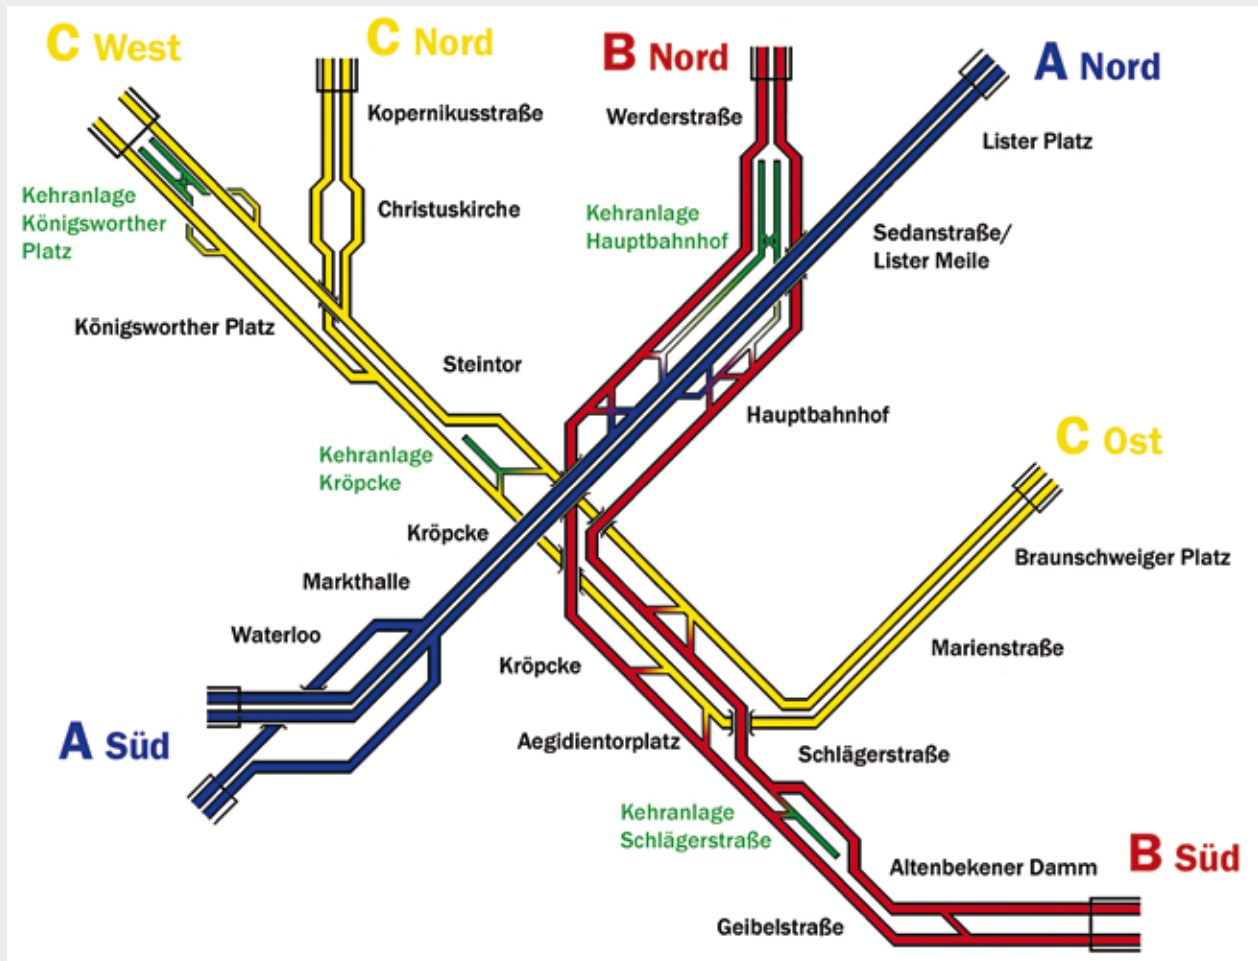 C West
C Nord
B Nord
A Nord
Kopernikusstraße
Werderstraße
Lister Platz
Kehranlage
Königsworther
Platz
Christuskirche
Kehranlage
Hauptbahnhof
Sedanstraße/
Lister Meile
Königsworther Platz
Steintor
Hauptbahnhof
C Ost
Kehranlage
Kröpcke
Kröpcke
Braunschweiger Platz
Markthalle
Waterloo
Marienstraße
Kröpcke
A Süd
Aegidientorplatz
Schlägerstraße
Kehranlage
Schlägerstraße
B Süd
Altenbekener Damm
Geibelstraße